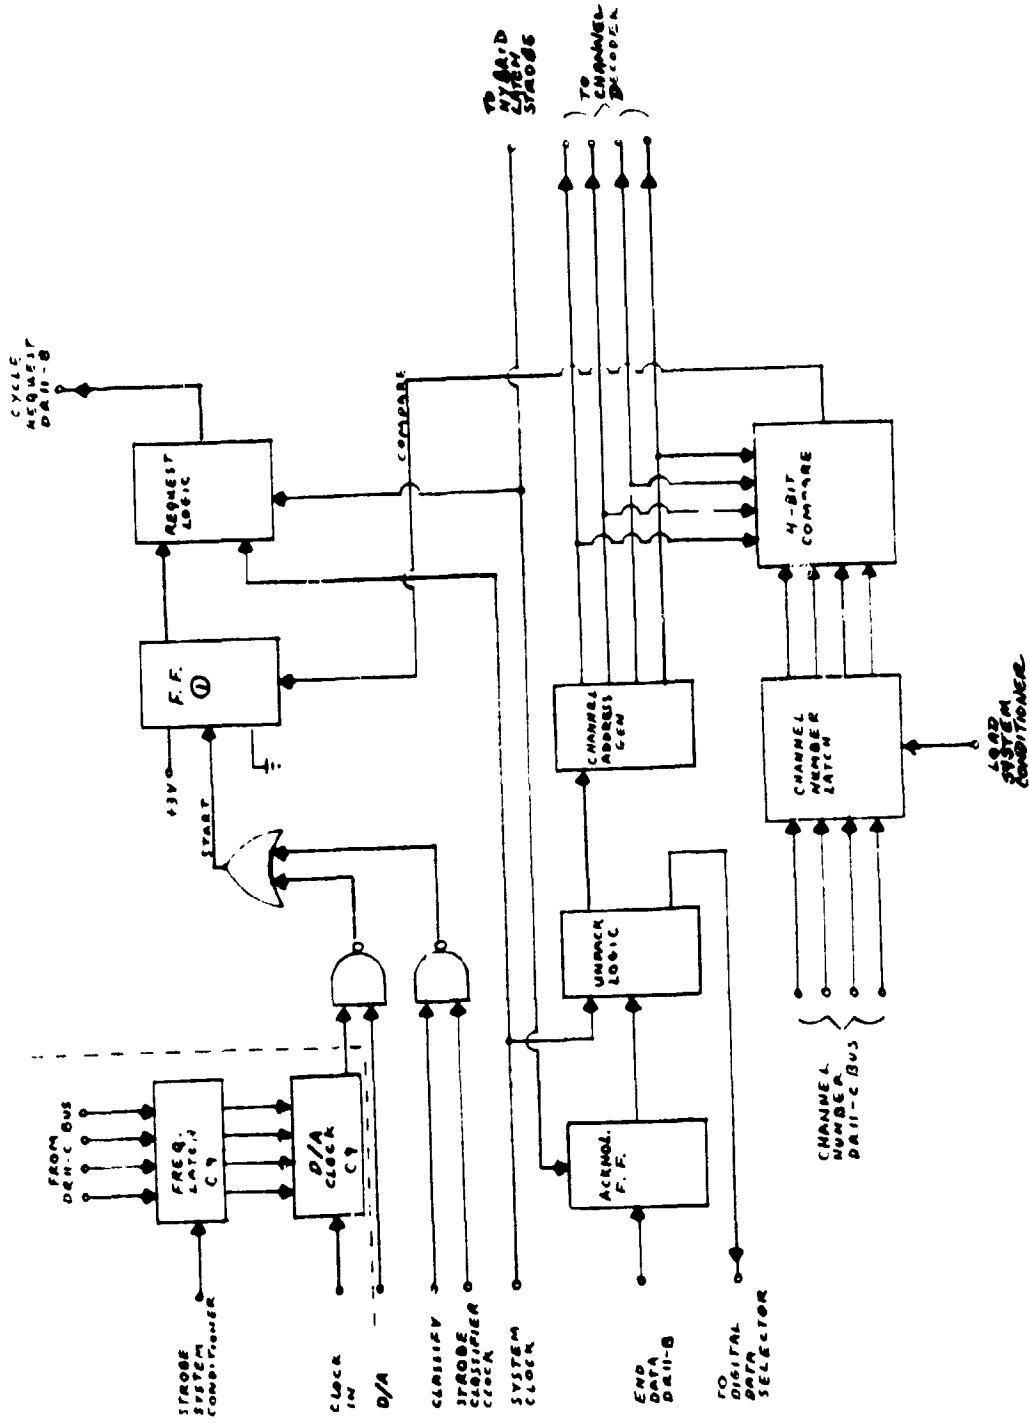 CYCLE
REQUEST
DR11-B
TO
HYBRID
LATCH
STROBE
TO
CHANNEL
DECODER
REQUEST
LOGIC
COMPARE
F.F.
1
+3V
START
4-BIT
COMPARE
CHANNEL
ADDRESS
GEN
CHANNEL
NUMBER
LATCH
LOAD
SYSTEM
CONDITIONER
UNPACK
LOGIC
FROM
DR11-C BUS
FREQ.
LATCH
C9
D/A
CLOCK
C9
ACKNOL.
F.F.
CHANNEL
NUMBER
DR11-C BUS
STROBE
SYSTEM
CONDITIONER
CLOCK
IN
D/A
CLASSIFY
STROBE
CLASSIFIER
CLOCK
SYSTEM
CLOCK
END
DATA
DR11-B
TO
DIGITAL
DATA
SELECTOR